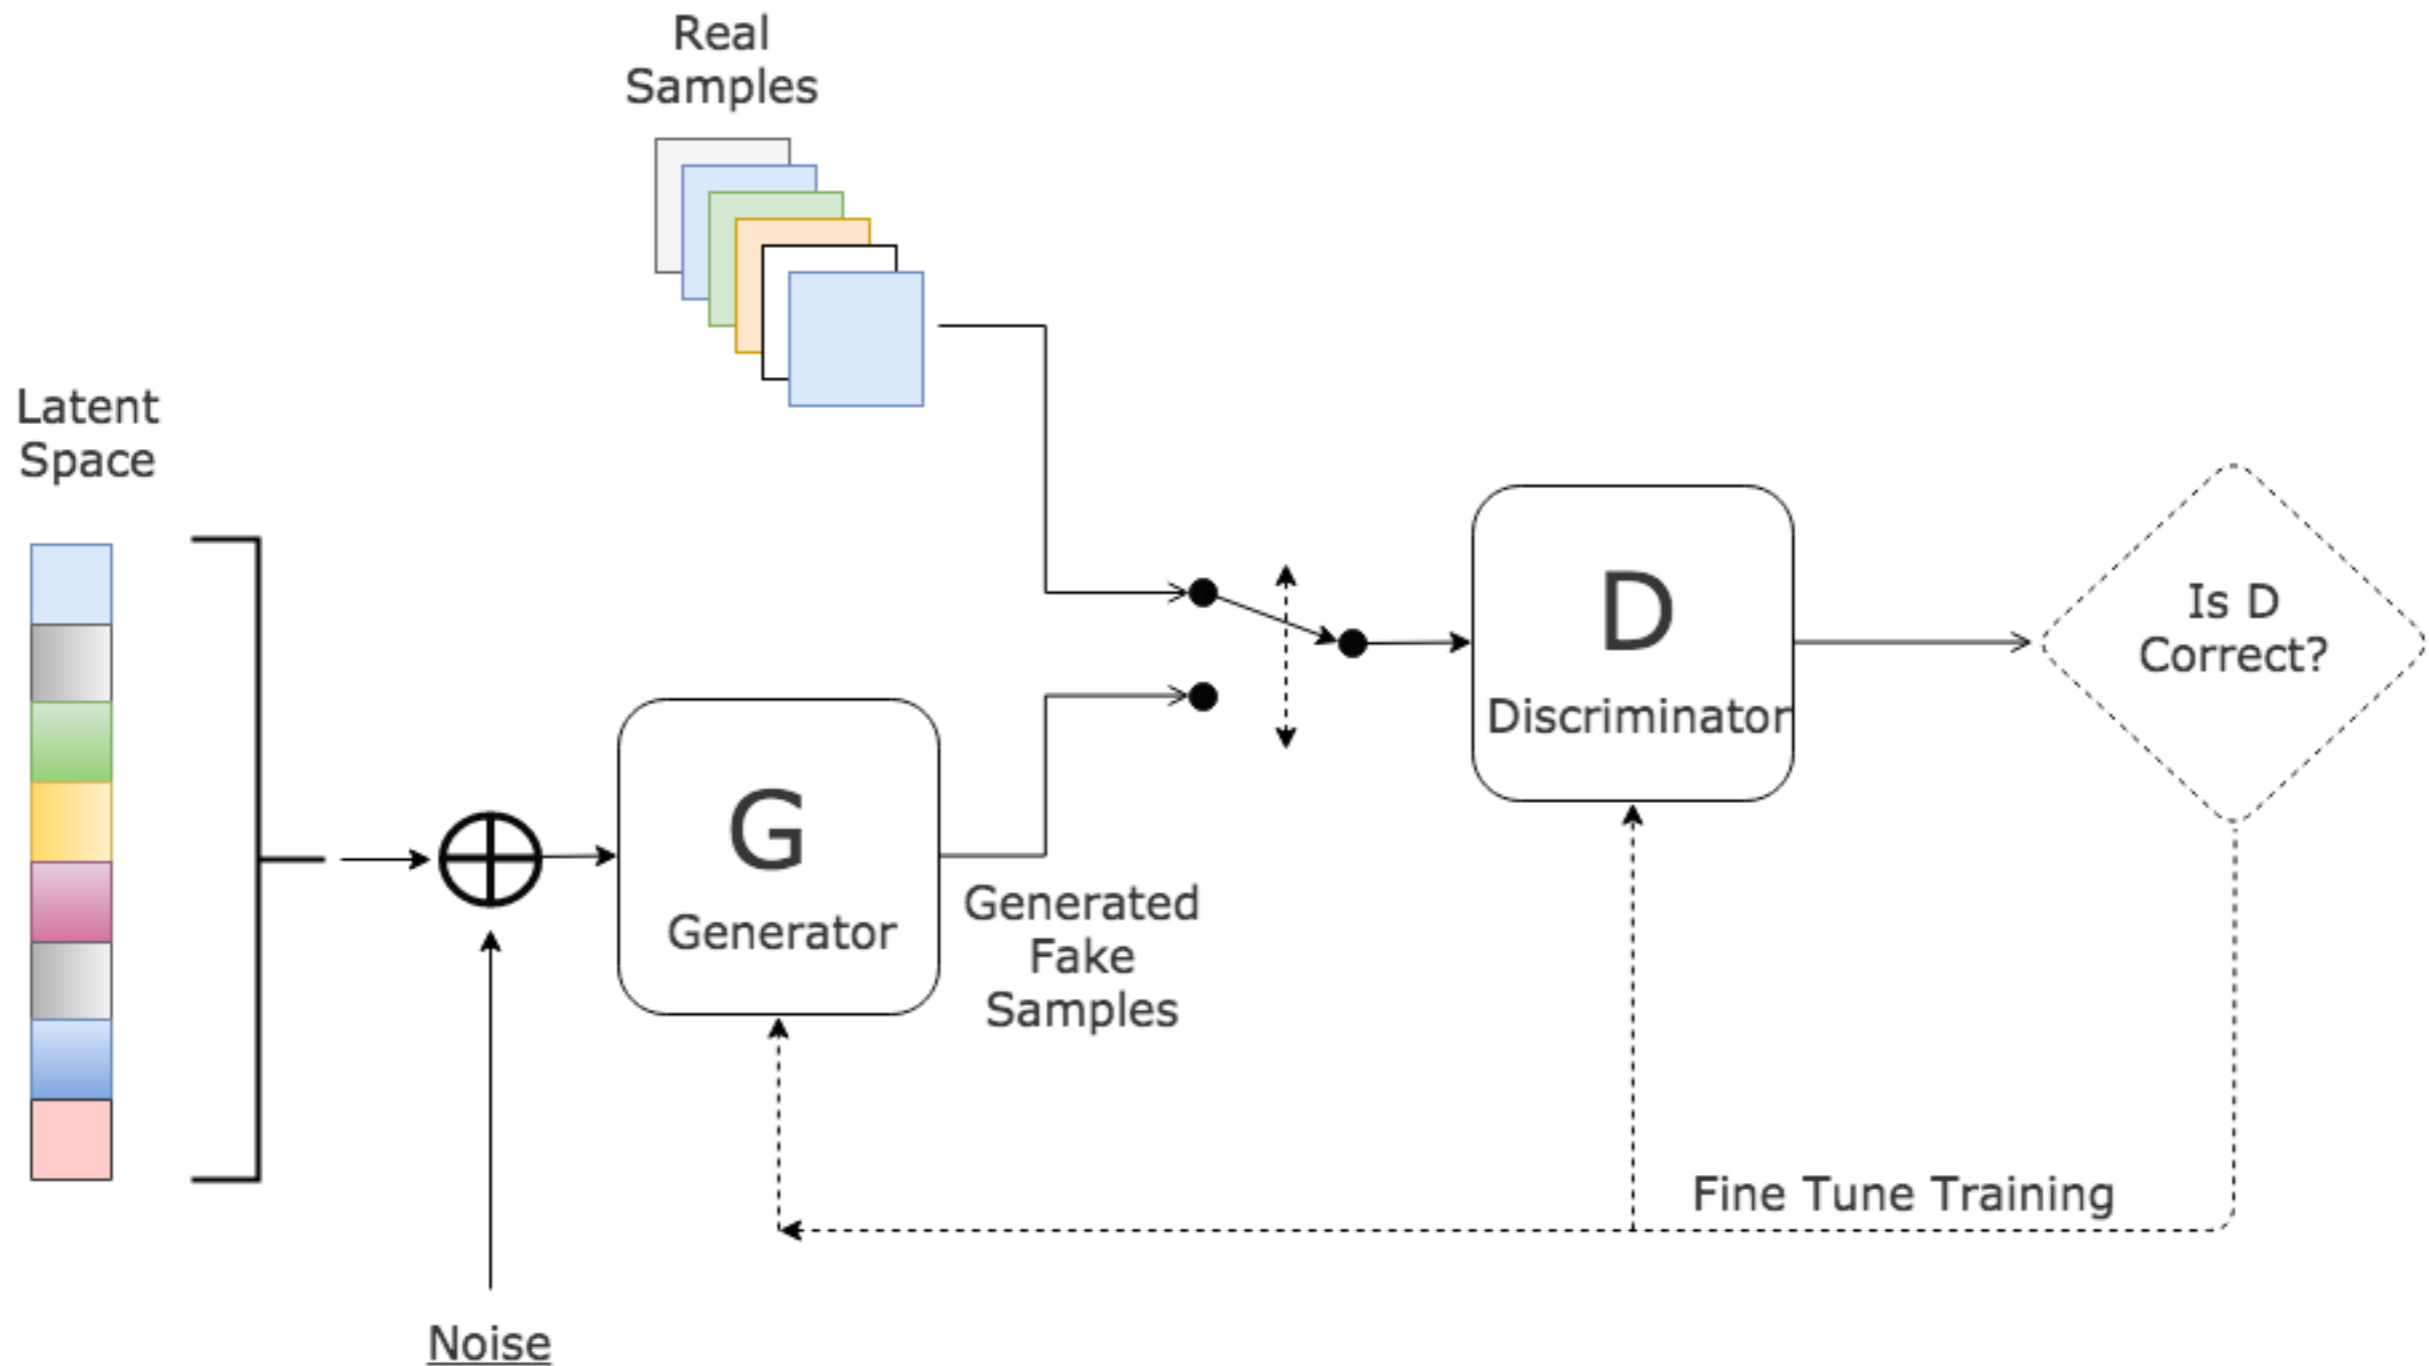 Real
Samples
Latent
Space
Is D
Correct?
D
Discriminator
G
Generator
Generated
Fake
Samples
Fine Tune Training
Noise